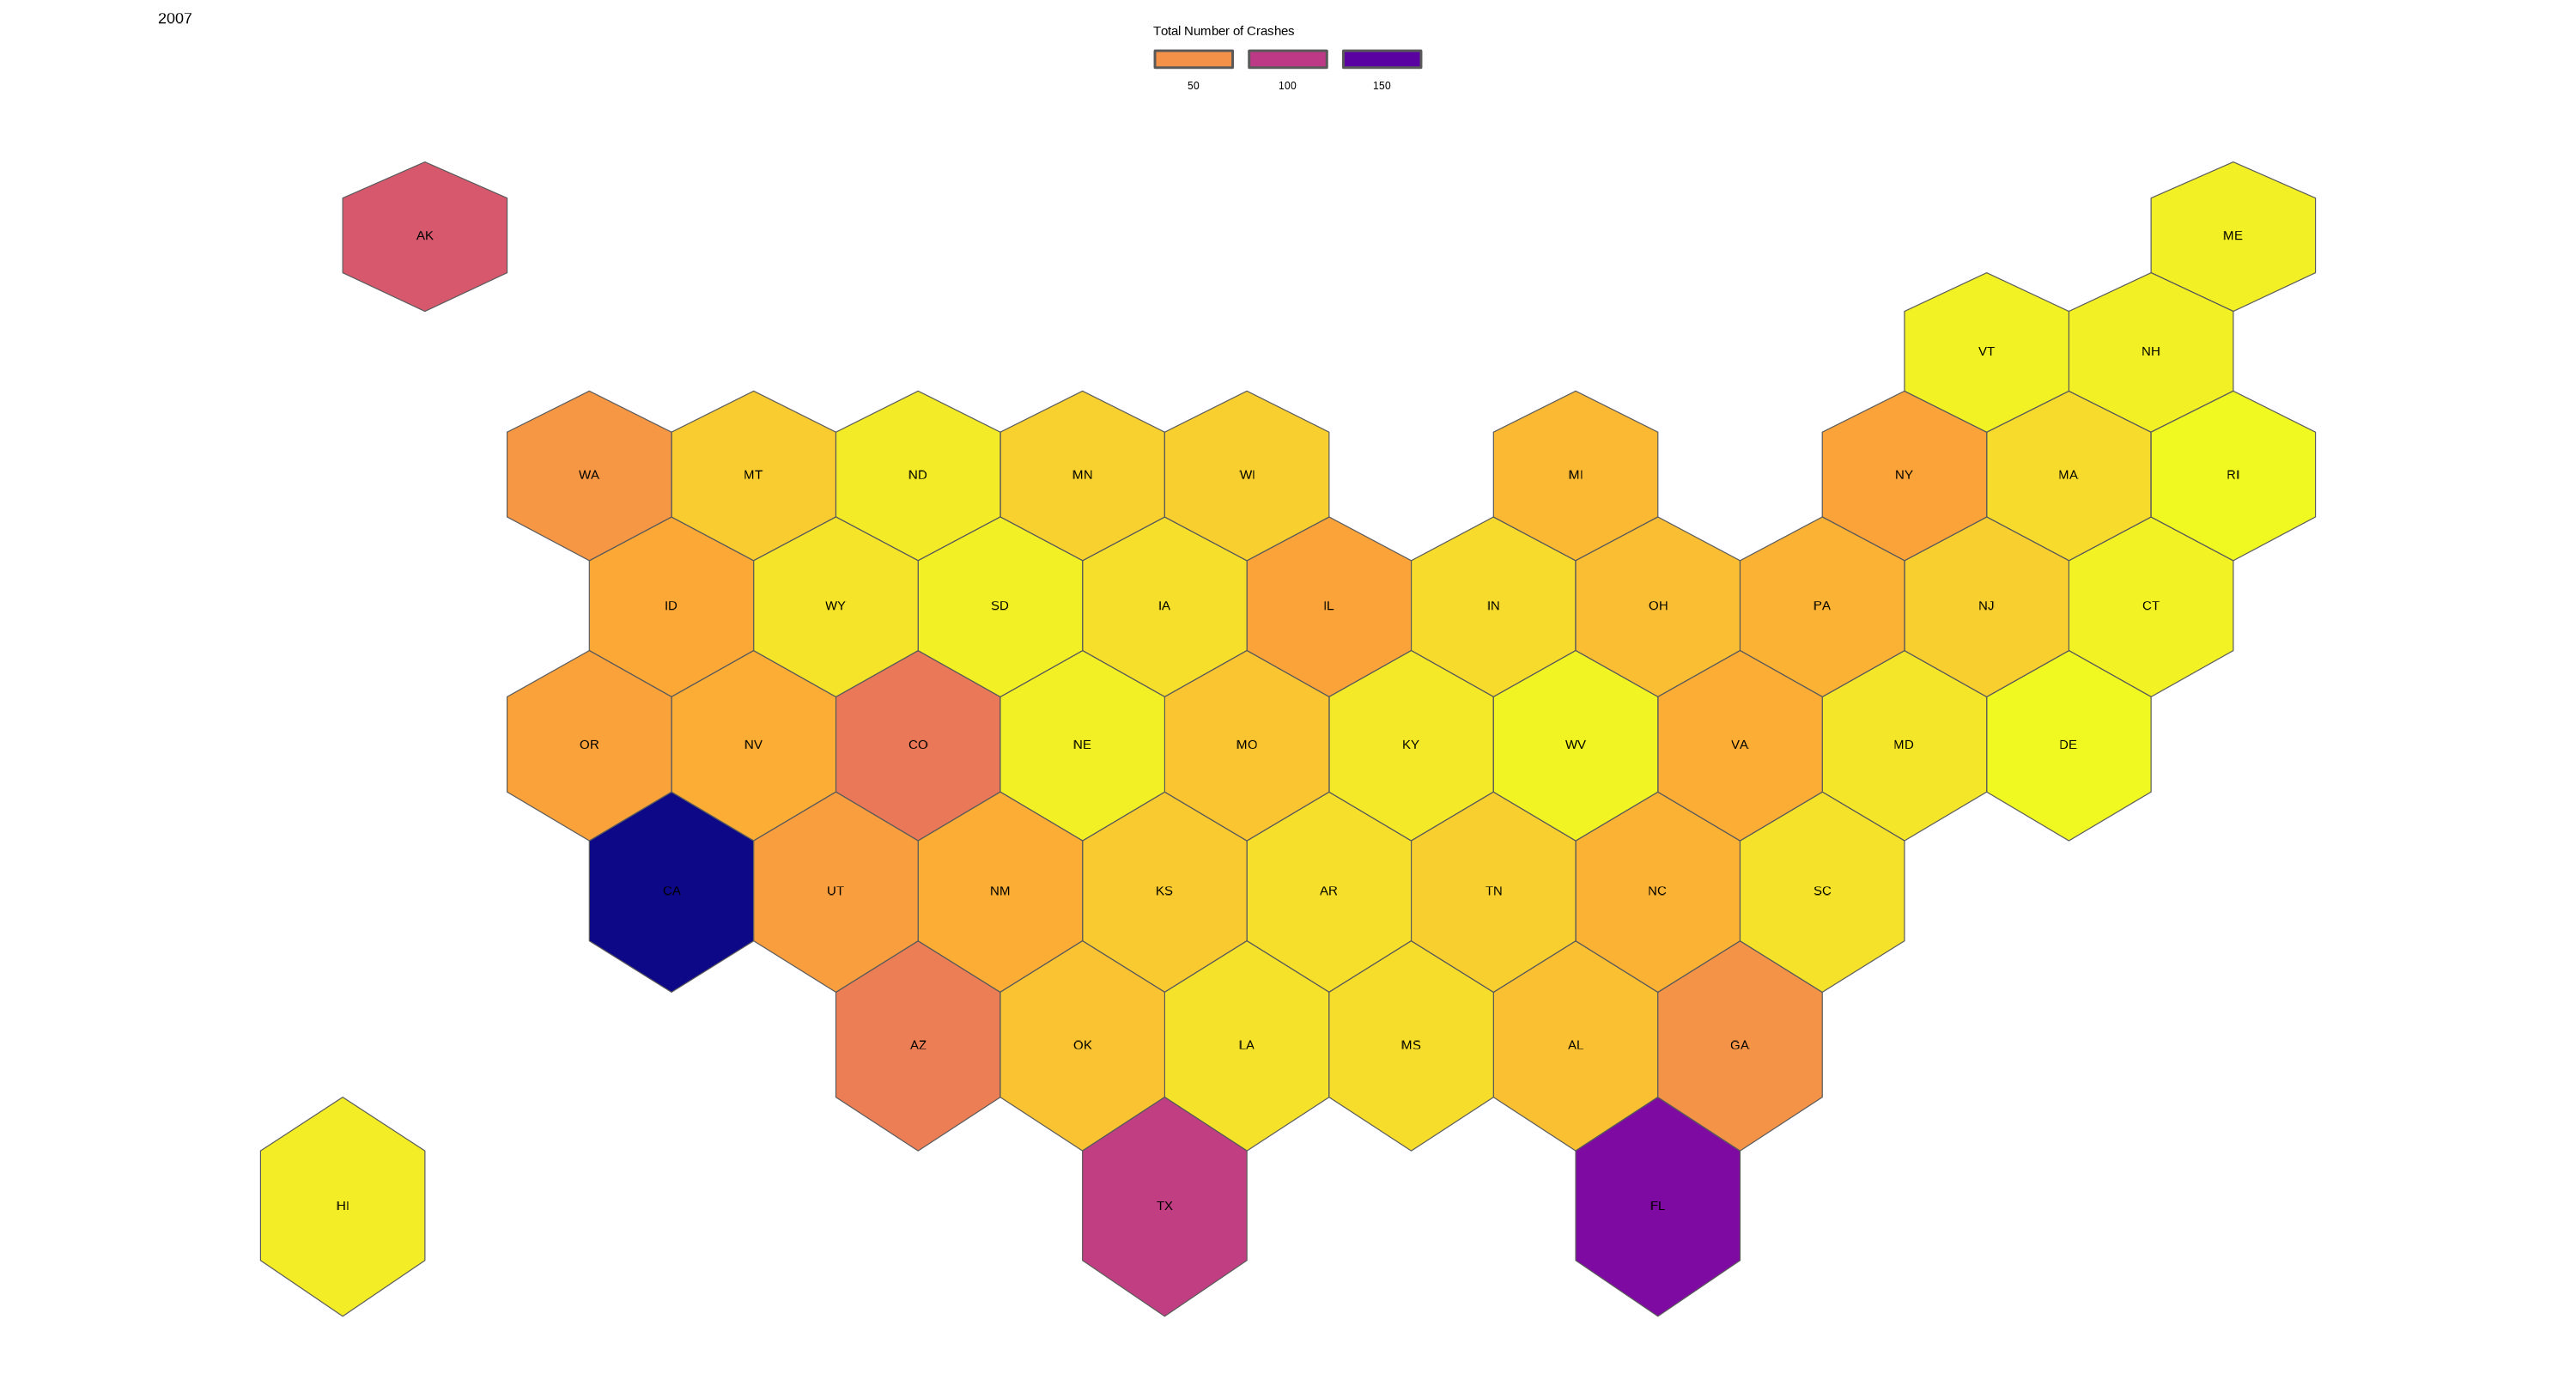 2007
Total Number of Crashes
50 100 150
AK ME
VT NH
WA MT ND MN WI MI NY MA RI
ID WY SD IA IL IN OH PA NJ CT
OR NV CO NE MO KY WV VA MD DE
CA UT NM KS AR TN NC SC
AZ OK LA MS AL GA
HI TX FL